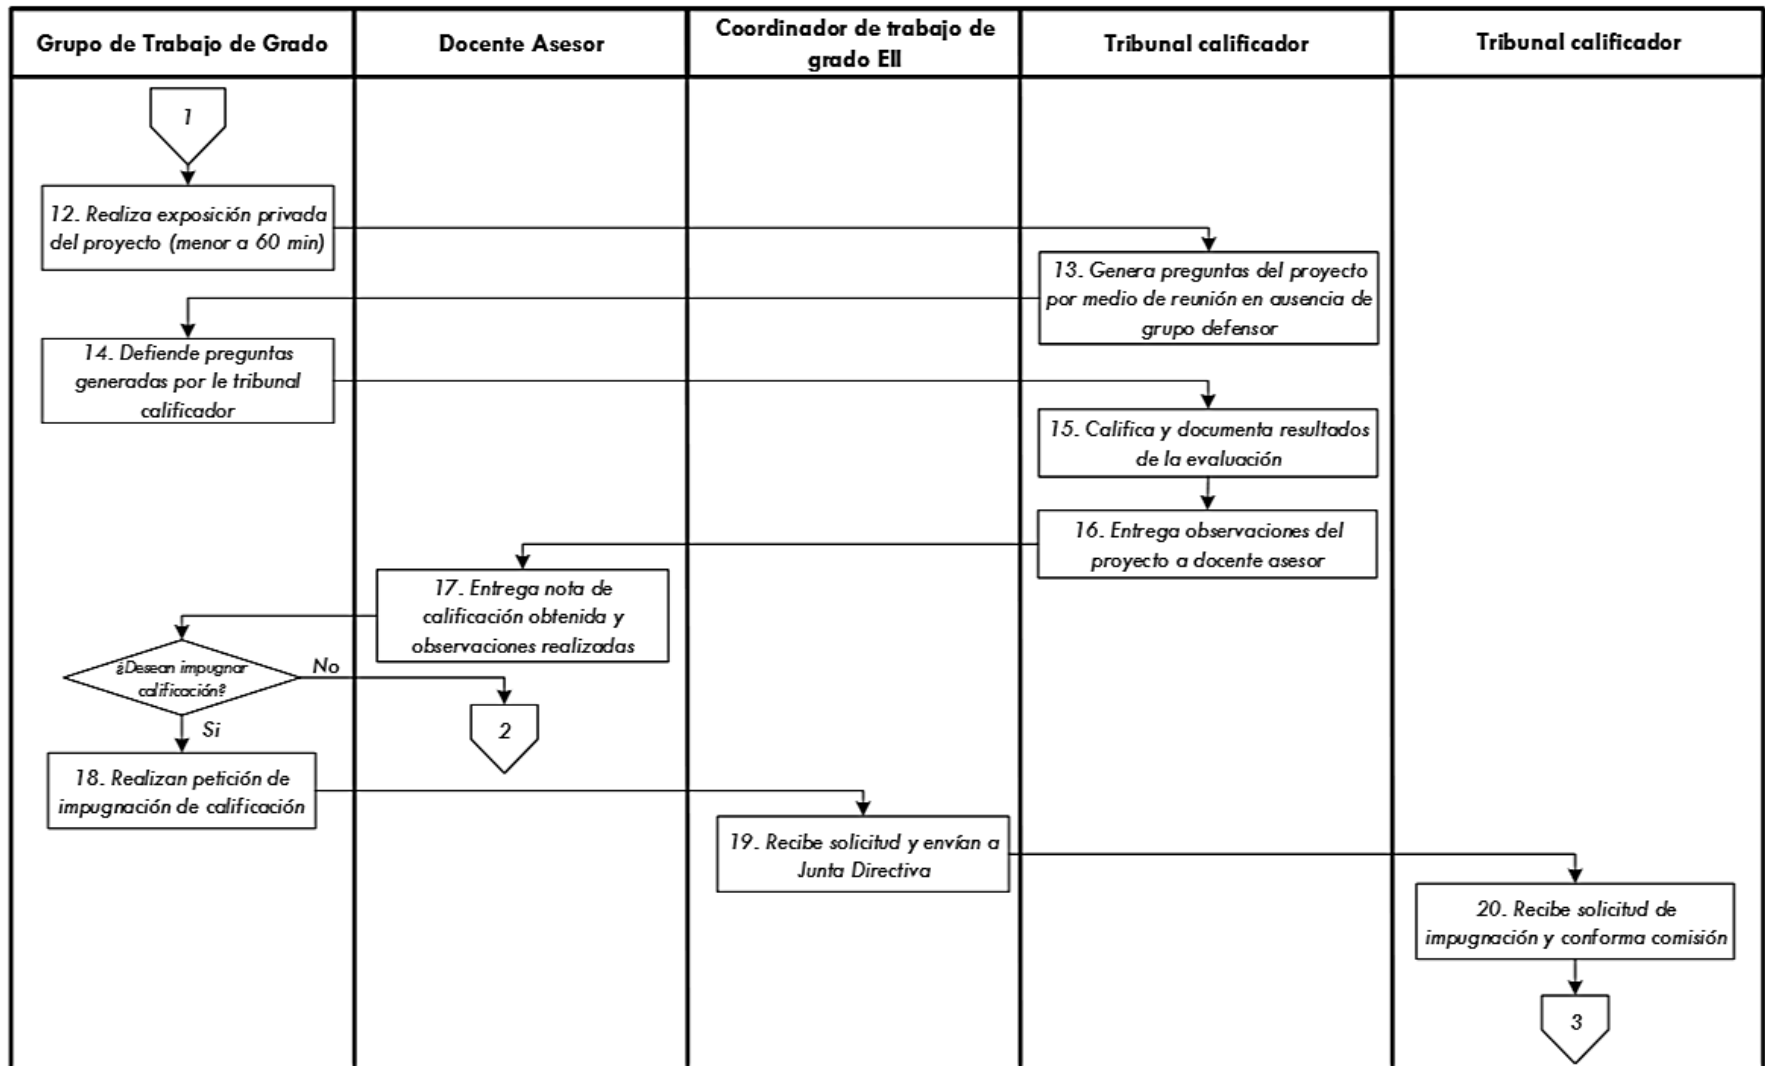 Grupo de Trabajo de Grado
Docente Asesor
Coordinador de trabajo de
grado EII
Tribunal calificador
Tribunal calificador
1
12. Realiza exposición privada
del proyecto (menor a 60 min)
13. Genera preguntas del proyecto
por medio de reunión en ausencia de
grupo defensor
14. Defiende preguntas
generadas por le tribunal
calificador
15. Califica y documenta resultados
de la evaluación
16. Entrega observaciones del
proyecto a docente asesor
17. Entrega nota de
calificación obtenida y
observaciones realizadas
¿Desean impugnar
calificación?
No
2
Si
18. Realizan petición de
impugnación de calificación
19. Recibe solicitud y envían a
Junta Directiva
20. Recibe solicitud de
impugnación y conforma comisión
3